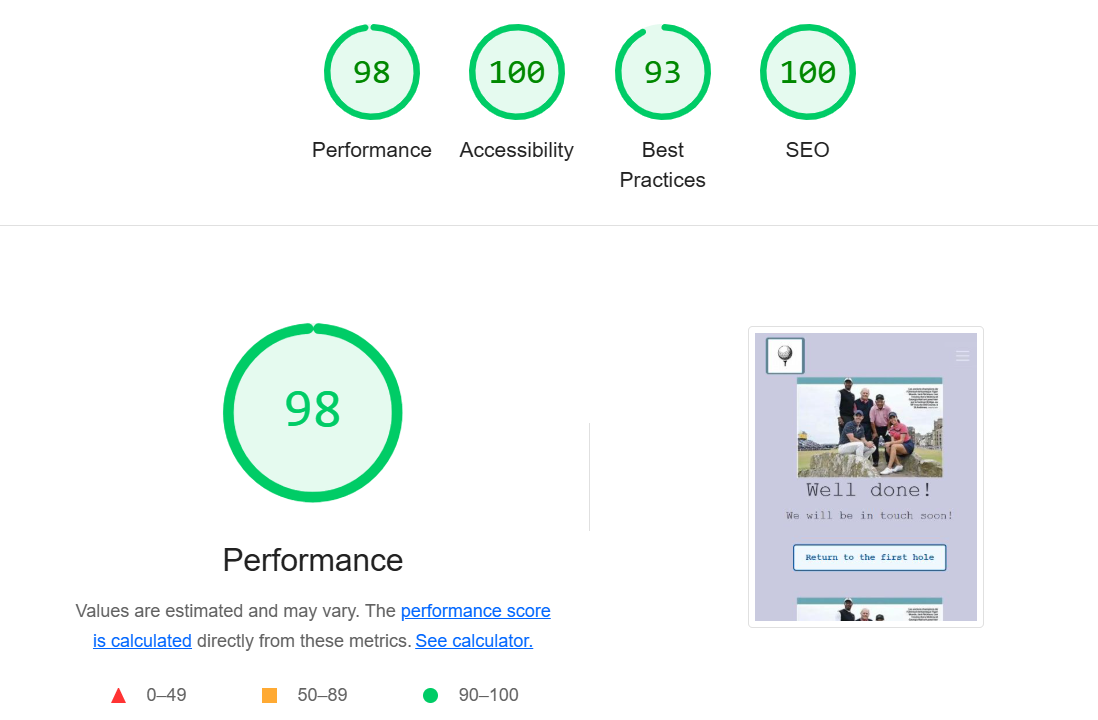 98
100
93
100
Performance
Accessibility
Best
Practices
SEO
98
Performance
Values are estimated and may vary. The performance score
is calculated directly from these metrics. See calculator.
0–49
50–89
90–100
Well done!
We will be in touch soon!
Return to the first hole